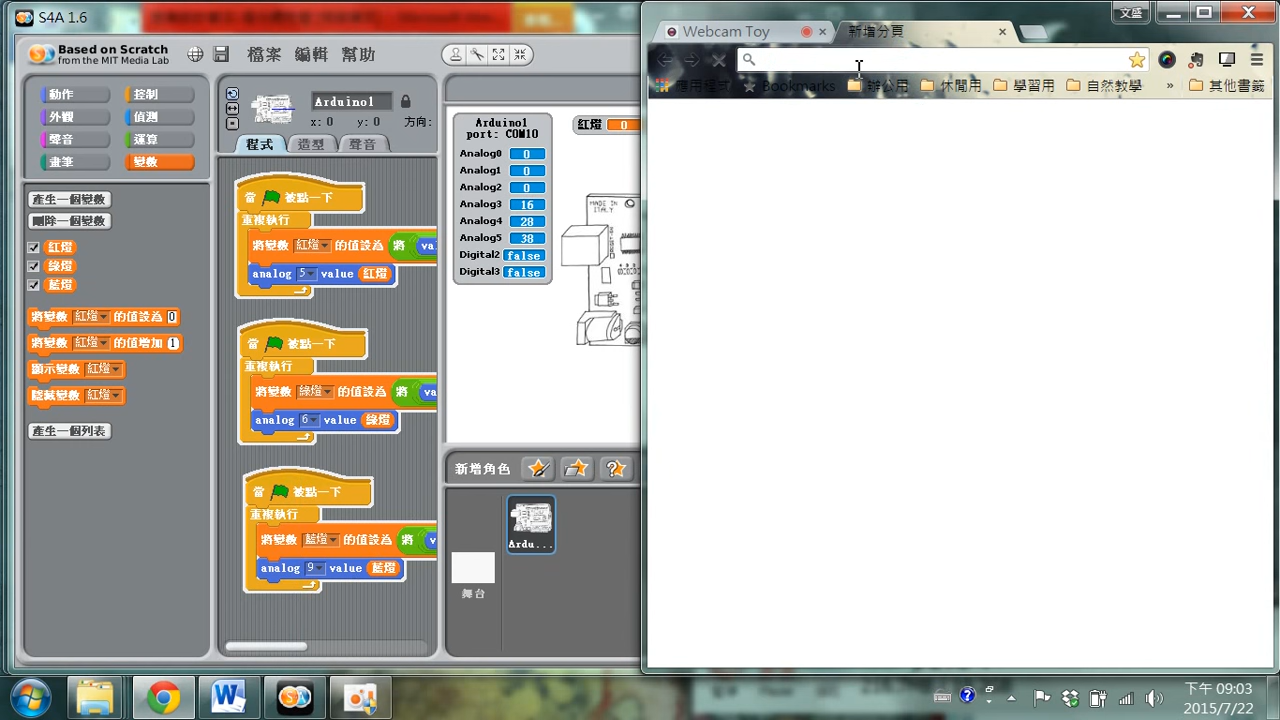 S4A 1.6
Based on Scratch
from the MIT Media Lab
檔案 編輯 幫助
動作 控制
外觀 偵測
聲音 運算
畫筆 變數
產生一個變數
刪除一個變數
紅燈
綠燈
藍燈
將變數 紅燈 的值設為 0
將變數 紅燈 的值增加 1
顯示變數 紅燈
隱藏變數 紅燈
產生一個列表
Arduino1
x: 0 y: 0 方向:
程式 造型 聲音
當 被點一下
重複執行
將變數 紅燈 的值設為 將 va
analog 5 value 紅燈
當 被點一下
重複執行
將變數 綠燈 的值設為 將 va
analog 6 value 綠燈
當 被點一下
重複執行
將變數 藍燈 的值設為 將 v
analog 9 value 藍燈
Arduino1
port: COM10
Analog0 0
Analog1 0
Analog2 0
Analog3 16
Analog4 28
Analog5 38
Digital2 false
Digital3 false
紅燈 0
MADE IN
ITALY
新增角色
Ardu...
舞台
文盛
Webcam Toy
新增分頁
應用程式 Bookmarks 辦公用 休閒用 學習用 自然教學 » 其他書籤
下午 09:03
2015/7/22